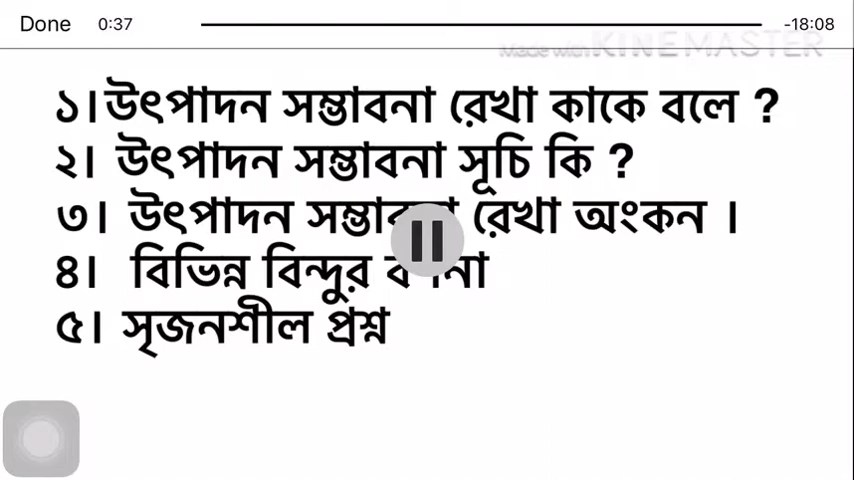 Done 0:37 -18:08
Made with KINEMASTER
১।উৎপাদন সম্ভাবনা রেখা কাকে বলে ?
২। উৎপাদন সম্ভাবনা সূচি কি ?
৩। উৎপাদন রেখা অংকন ।
৪। বিভিন্ন বিন্দুর
৫। সৃজনশীল প্রশ্ন